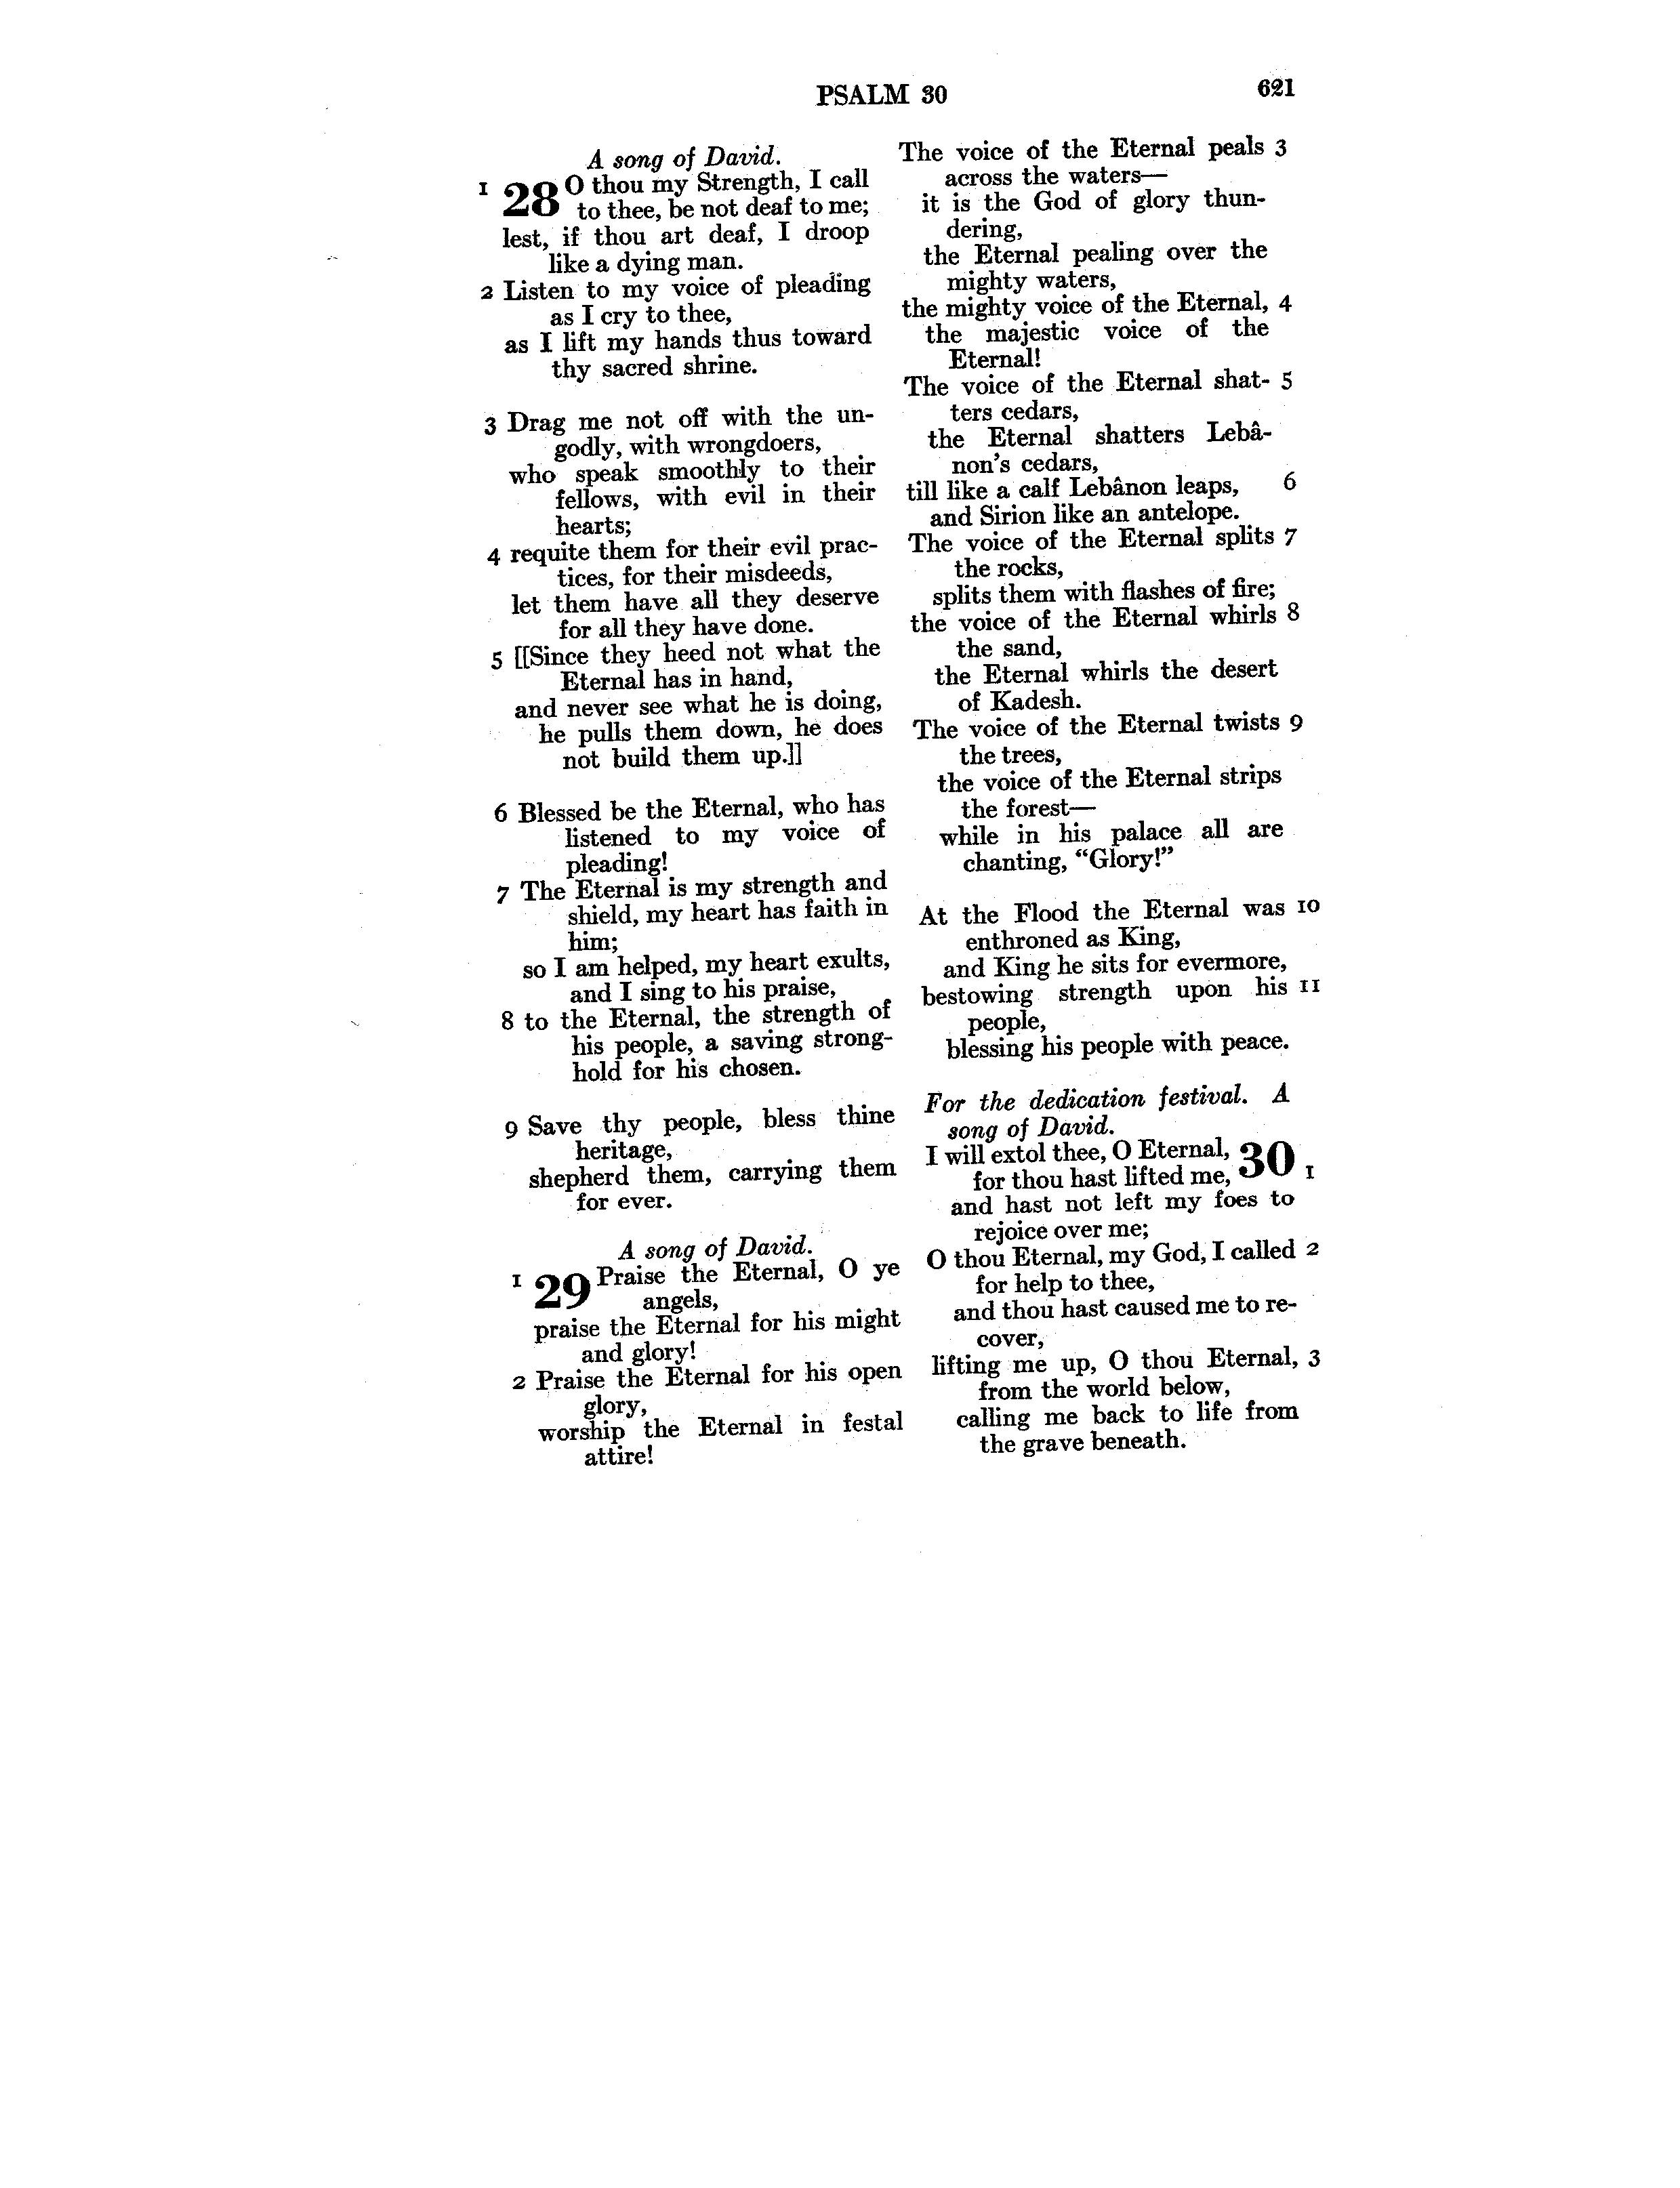 PSALM 30 621
A song of David.
1 28 O thou my Strength, I call
to thee, be not deaf to me;
lest, if thou art deaf, I droop
like a dying man.
2 Listen to my voice of pleading
as I cry to thee,
as I lift my hands thus toward
thy sacred shrine.
3 Drag me not off with the un-
godly, with wrongdoers,
who speak smoothly to their
fellows, with evil in their
hearts;
4 requite them for their evil prac-
tices, for their misdeeds,
let them have all they deserve
for all they have done.
5 [[Since they heed not what the
Eternal has in hand,
and never see what he is doing,
he pulls them down, he does
not build them up.]]
6 Blessed be the Eternal, who has
listened to my voice of
pleading!
7 The Eternal is my strength and
shield, my heart has faith in
him;
so I am helped, my heart exults,
and I sing to his praise,
8 to the Eternal, the strength of
his people, a saving strong-
hold for his chosen.
9 Save thy people, bless thine
heritage,
shepherd them, carrying them
for ever.
A song of David.
1 29 Praise the Eternal, O ye
angels,
praise the Eternal for his might
and glory!
2 Praise the Eternal for his open
glory,
worship the Eternal in festal
attire!
The voice of the Eternal peals 3
across the waters—
it is the God of glory thun-
dering,
the Eternal pealing over the
mighty waters,
the mighty voice of the Eternal, 4
the majestic voice of the
Eternal!
The voice of the Eternal shat- 5
ters cedars,
the Eternal shatters Lebâ-
non's cedars,
till like a calf Lebânon leaps, 6
and Sirion like an antelope.
The voice of the Eternal splits 7
the rocks,
splits them with flashes of fire;
the voice of the Eternal whirls 8
the sand,
the Eternal whirls the desert
of Kadesh.
The voice of the Eternal twists 9
the trees,
the voice of the Eternal strips
the forest—
while in his palace all are
chanting, “Glory!”
At the Flood the Eternal was 10
enthroned as King,
and King he sits for evermore,
bestowing strength upon his 11
people,
blessing his people with peace.
For the dedication festival. A
song of David.
I will extol thee, O Eternal, 30
for thou hast lifted me, 1
and hast not left my foes to
rejoice over me;
O thou Eternal, my God, I called 2
for help to thee,
and thou hast caused me to re-
cover,
lifting me up, O thou Eternal, 3
from the world below,
calling me back to life from
the grave beneath.